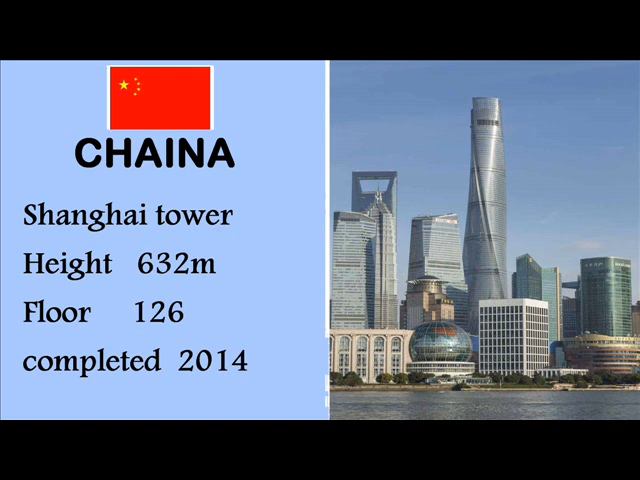 CHAINA
Shanghai tower
Height 632m
Floor 126
completed 2014